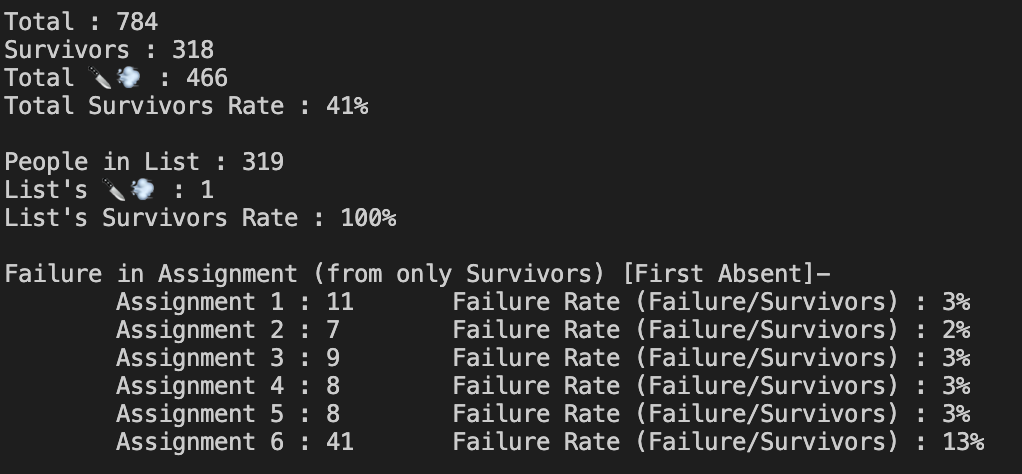 Total : 784
Survivors : 318
Total 🔪💨 : 466
Total Survivors Rate : 41%
People in List : 319
List's 🔪💨 : 1
List's Survivors Rate : 100%
Failure in Assignment (from only Survivors) [First Absent]-
Assignment 1 : 11 Failure Rate (Failure/Survivors) : 3%
Assignment 2 : 7 Failure Rate (Failure/Survivors) : 2%
Assignment 3 : 9 Failure Rate (Failure/Survivors) : 3%
Assignment 4 : 8 Failure Rate (Failure/Survivors) : 3%
Assignment 5 : 8 Failure Rate (Failure/Survivors) : 3%
Assignment 6 : 41 Failure Rate (Failure/Survivors) : 13%